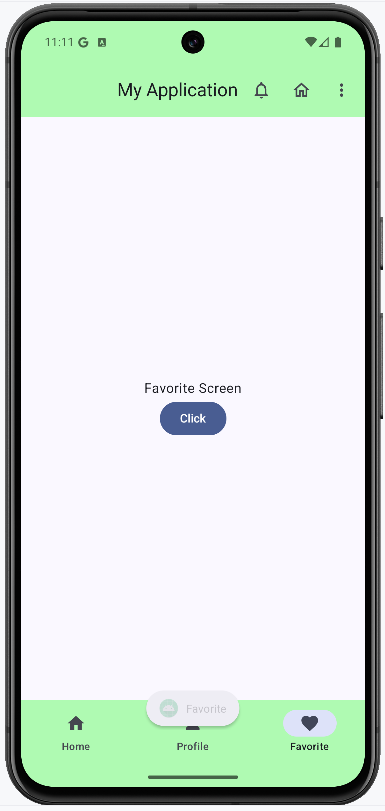 11:11 G A
My Application
Favorite Screen
Click
Favorite
Home
Profile
Favorite